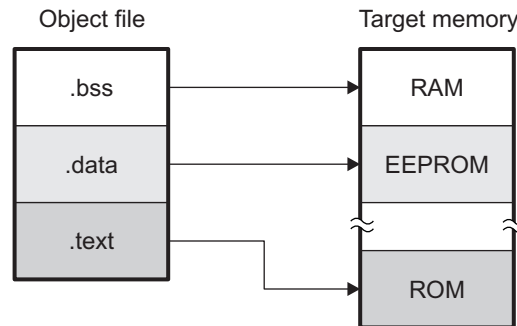 Object file
Target memory
.bss
RAM
.data
EEPROM
.text
ROM